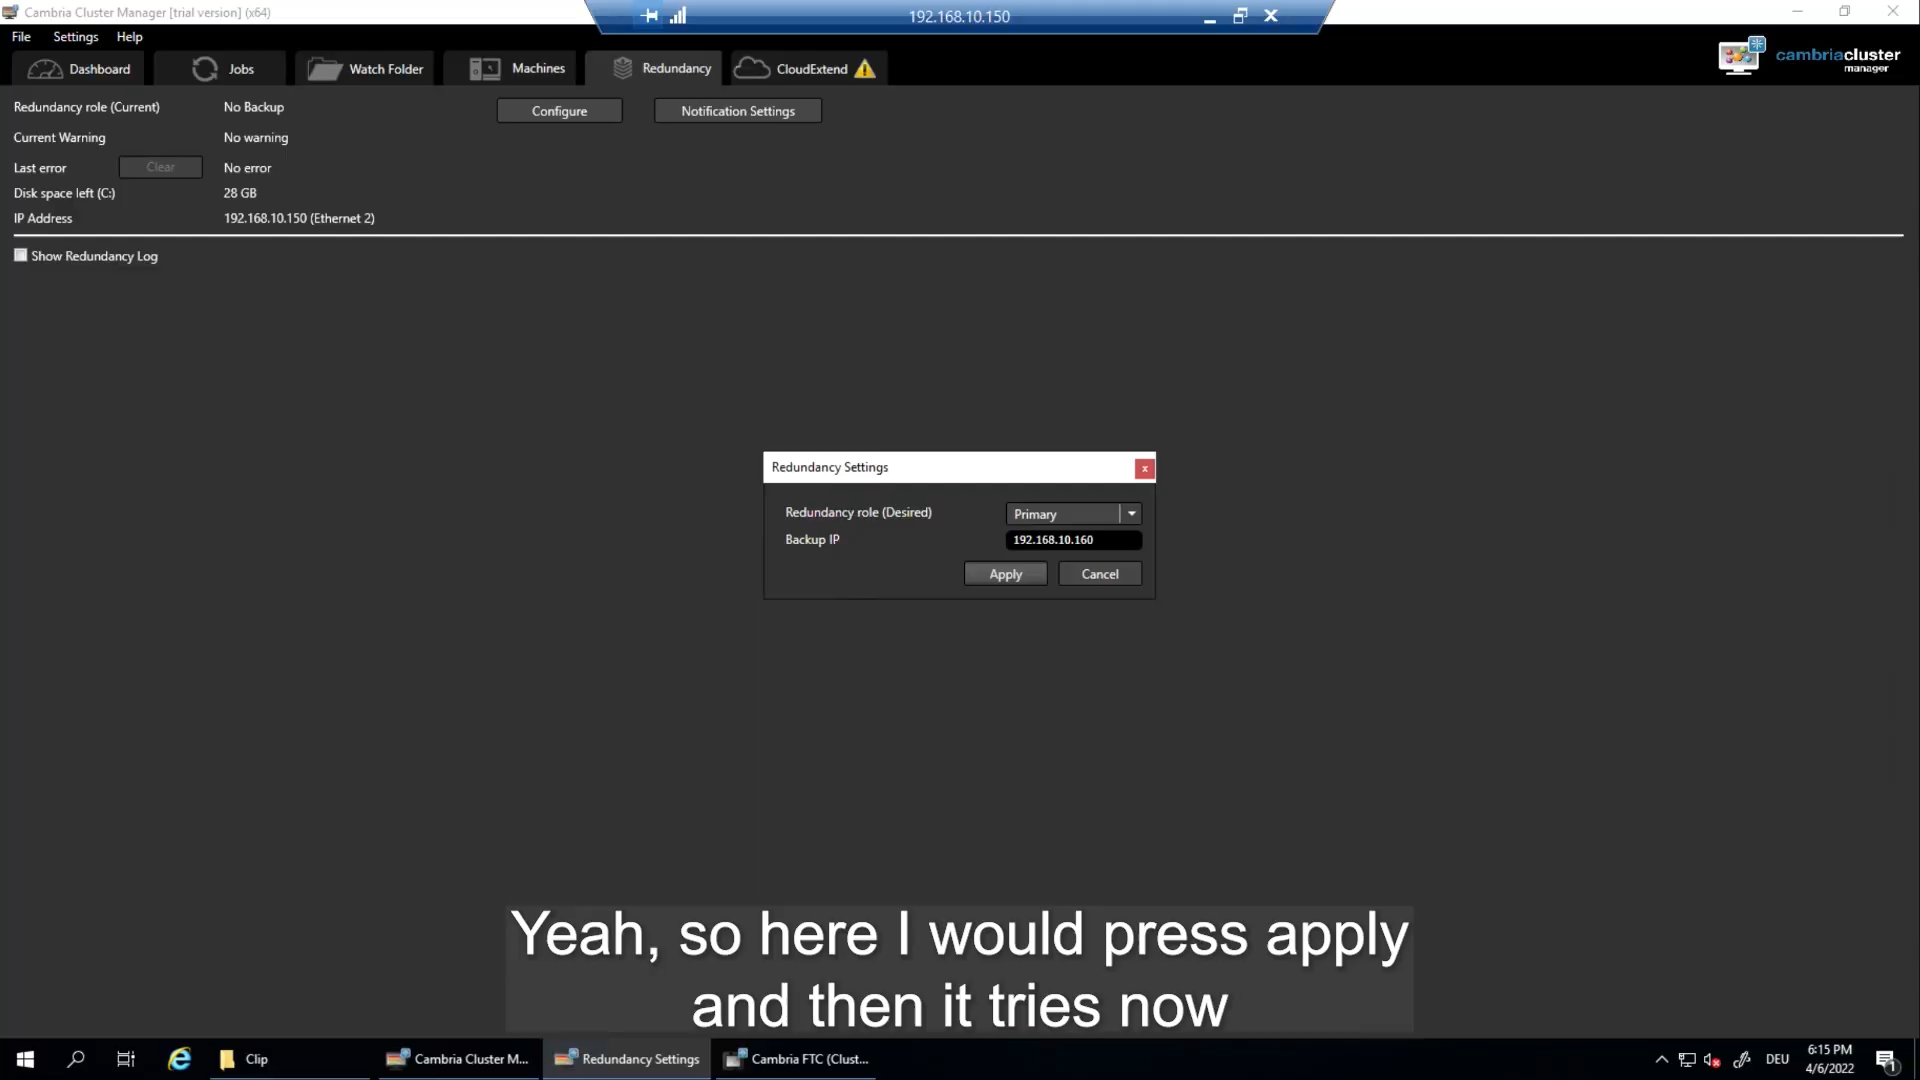 Cambria Cluster Manager [trial version] (x64)
192.168.10.150
File Settings Help
Dashboard Jobs Watch Folder Machines Redundancy CloudExtend
cambriacluster
manager
Redundancy role (Current) No Backup Configure Notification Settings
Current Warning No warning
Last error Clear No error
Disk space left (C:) 28 GB
IP Address 192.168.10.150 (Ethernet 2)
Show Redundancy Log
Redundancy Settings x
Redundancy role (Desired) Primary
Backup IP 192.168.10.160
Apply Cancel
Yeah, so here I would press apply
and then it tries now
Clip Cambria Cluster M... Redundancy Settings Cambria FTC (Clust... DEU 6:15 PM
4/6/2022 1